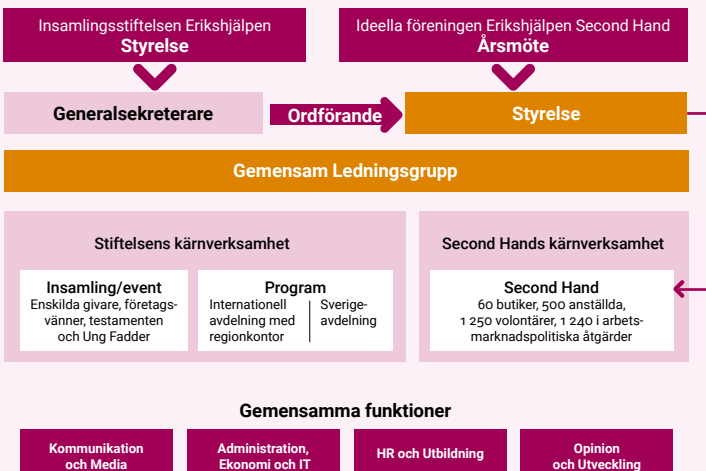 Insamlingsstiftelsen Erikshjälpen
Styrelse
Ideella föreningen Erikshjälpen Second Hand
Årsmöte
Generalsekreterare
Ordförande
Styrelse
Gemensam Ledningsgrupp
Stiftelsens kärnverksamhet
Insamling/event
Enskilda givare, företags-
vänner, testamenten
och Ung Fadder
Program
Internationell
avdelning med
regionkontor
Sverige-
avdelning
Second Hands kärnverksamhet
Second Hand
60 butiker, 500 anställda,
1 250 volontärer, 1 240 i arbets-
marknadspolitiska åtgärder
Gemensamma funktioner
Kommunikation
och Media
Administration,
Ekonomi och IT
HR och Utbildning
Opinion
och Utveckling